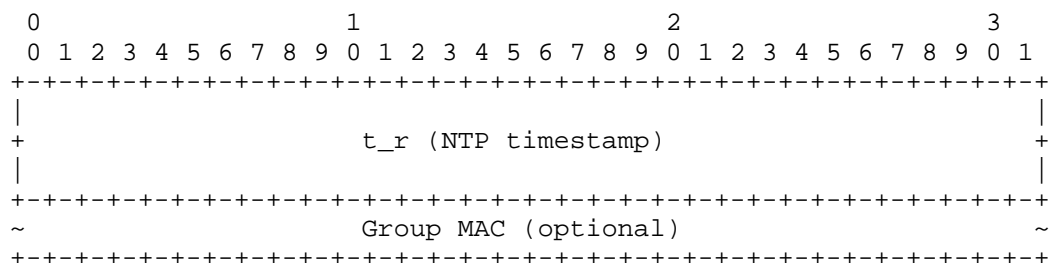 0                   1                   2                   3
 0 1 2 3 4 5 6 7 8 9 0 1 2 3 4 5 6 7 8 9 0 1 2 3 4 5 6 7 8 9 0 1
+-+-+-+-+-+-+-+-+-+-+-+-+-+-+-+-+-+-+-+-+-+-+-+-+-+-+-+-+-+-+-+-+
|                                                               |
+                     t_r (NTP timestamp)                       +
|                                                               |
+-+-+-+-+-+-+-+-+-+-+-+-+-+-+-+-+-+-+-+-+-+-+-+-+-+-+-+-+-+-+-+-+
~                     Group MAC (optional)                      ~
+-+-+-+-+-+-+-+-+-+-+-+-+-+-+-+-+-+-+-+-+-+-+-+-+-+-+-+-+-+-+-+-+